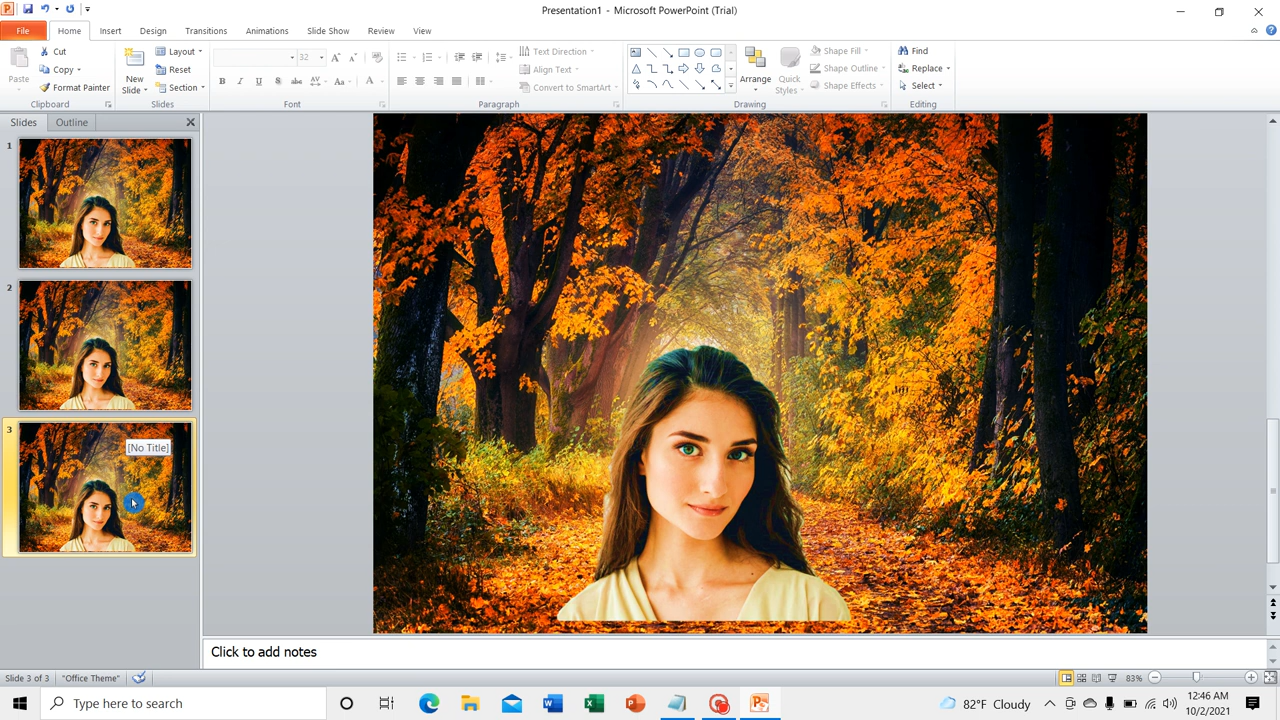 Presentation1 - Microsoft PowerPoint (Trial)
File Home Insert Design Transitions Animations Slide Show Review View
Paste
Cut
Copy
Format Painter
Clipboard
New Slide
Layout
Reset
Section
Slides
32
Font
Text Direction
Align Text
Convert to SmartArt
Paragraph
Arrange
Quick Styles
Shape Fill
Shape Outline
Shape Effects
Drawing
Find
Replace
Select
Editing
Slides Outline
1
2
3
[No Title]
Click to add notes
Slide 3 of 3 "Office Theme" 83%
Type here to search
82°F Cloudy
12:46 AM
10/2/2021